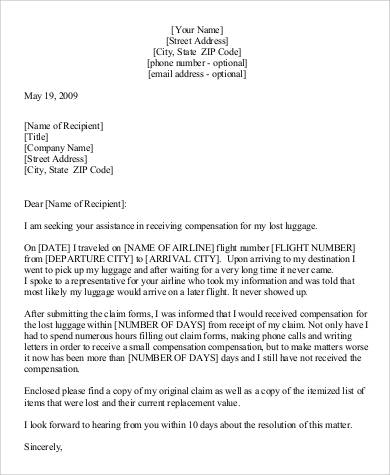 [Your Name]
[Street Address]
[City, State  ZIP Code]
[phone number - optional]
[email address - optional]
May 19, 2009
[Name of Recipient]
[Title]
[Company Name]
[Street Address]
[City, State  ZIP Code]
Dear [Name of Recipient]:
I am seeking your assistance in receiving compensation for my lost luggage.
On [DATE] I traveled on [NAME OF AIRLINE] flight number [FLIGHT NUMBER]
from [DEPARTURE CITY] to [ARRIVAL CITY].  Upon arriving to my destination I
went to pick up my luggage and after waiting for a very long time it never came.
I spoke to a representative for your airline who took my information and was told that
most likely my luggage would arrive on a later flight. It never showed up.
After submitting the claim forms, I was informed that I would received compensation for
the lost luggage within [NUMBER OF DAYS] from receipt of my claim. Not only have I
had to spend numerous hours filling out claim forms, making phone calls and writing
letters in order to receive a small compensation compensation, but to make matters worse
it now has been more than [NUMBER OF DAYS] days and I still have not received the
compensation.
Enclosed please find a copy of my original claim as well as a copy of the itemized list of
items that were lost and their current replacement value.
I look forward to hearing from you within 10 days about the resolution of this matter.
Sincerely,